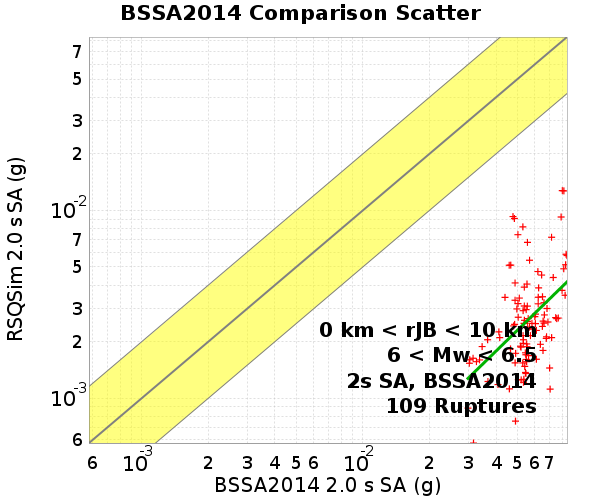 BSSA2014 Comparison Scatter
RSQSim 2.0 s SA (g)
7
5
3
2
10-2
7
5
3
2
10-3
6
0 km < rJB < 10 km
6 < Mw < 6.5
2s SA, BSSA2014
109 Ruptures
6 10-3 2 3 4 5 6 10-2 2 3 4 5 6 7
BSSA2014 2.0 s SA (g)